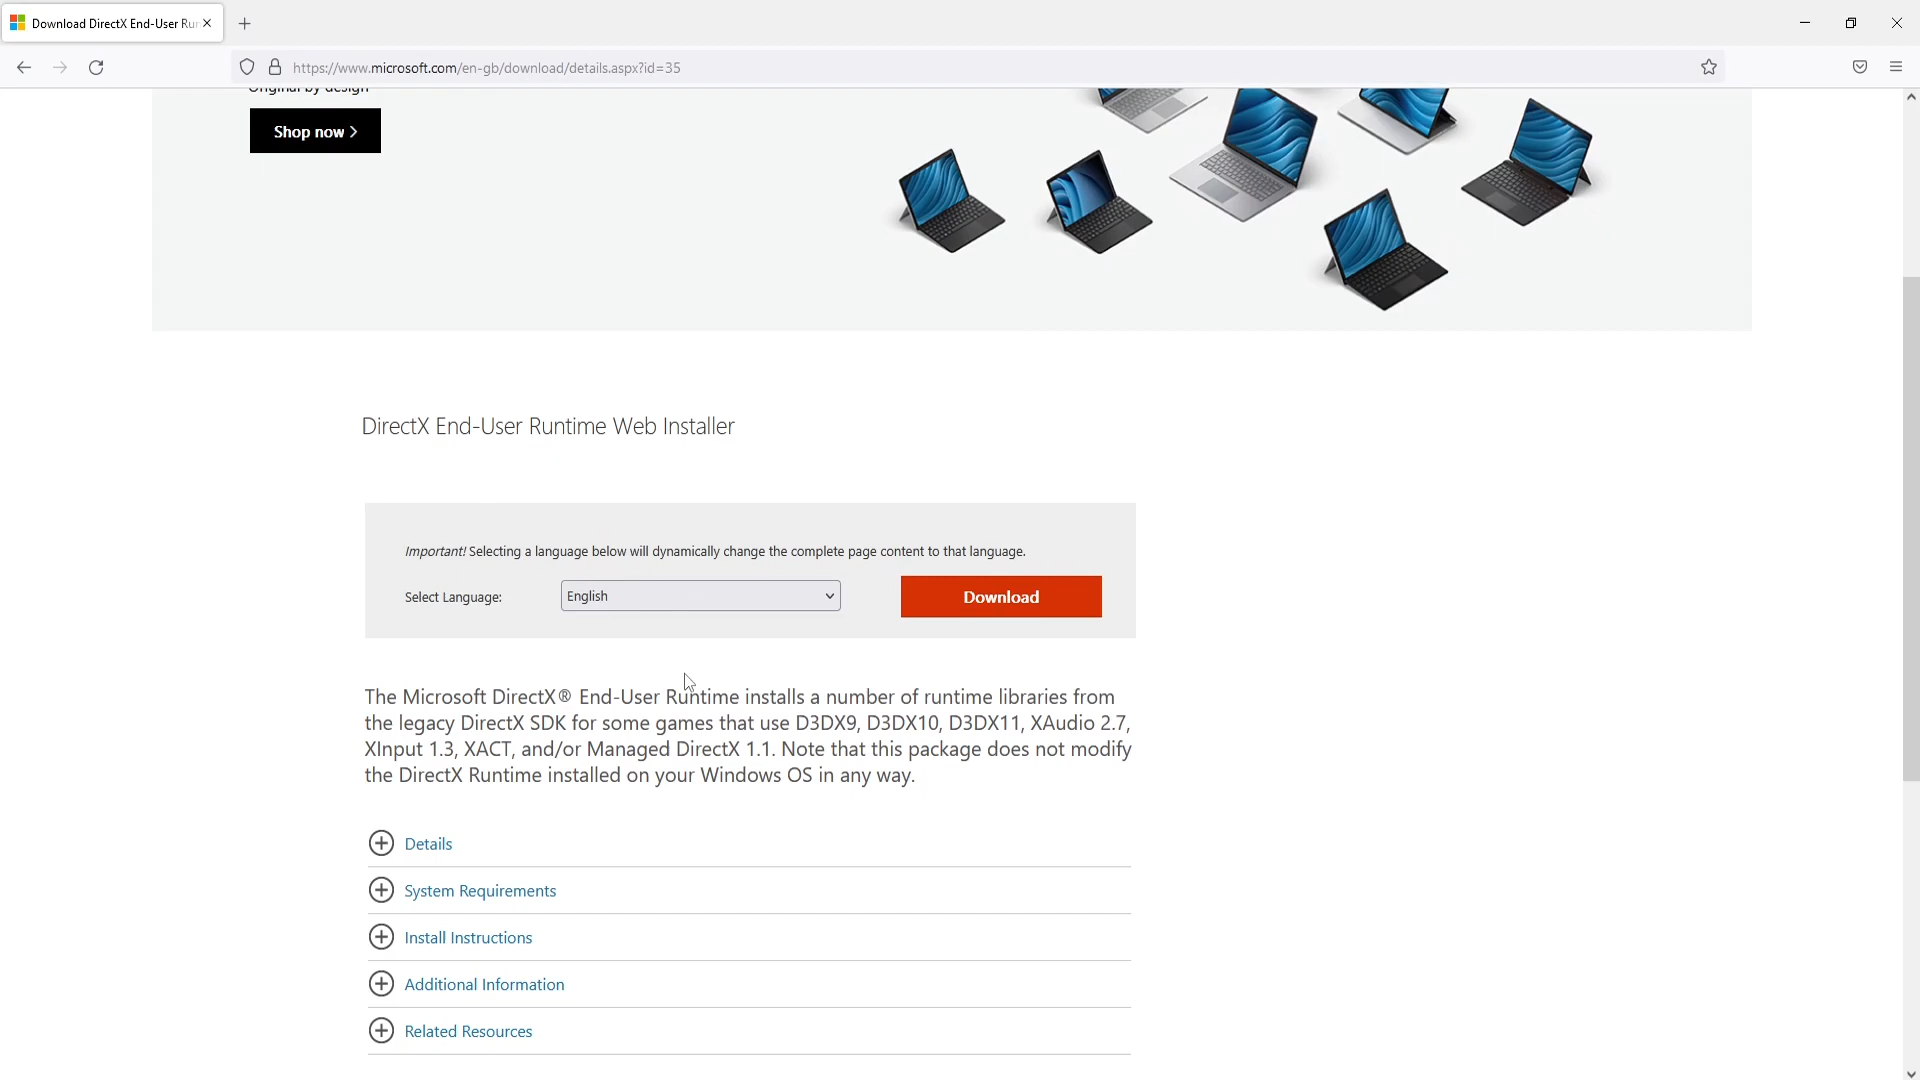 Download DirectX End-User Ru
https://www.microsoft.com/en-gb/download/details.aspx?id=35
Original by design
Shop now >
DirectX End-User Runtime Web Installer
Important! Selecting a language below will dynamically change the complete page content to that language.
Select Language:
English
Download
The Microsoft DirectX® End-User Runtime installs a number of runtime libraries from
the legacy DirectX SDK for some games that use D3DX9, D3DX10, D3DX11, XAudio 2.7,
XInput 1.3, XACT, and/or Managed DirectX 1.1. Note that this package does not modify
the DirectX Runtime installed on your Windows OS in any way.
Details
System Requirements
Install Instructions
Additional Information
Related Resources